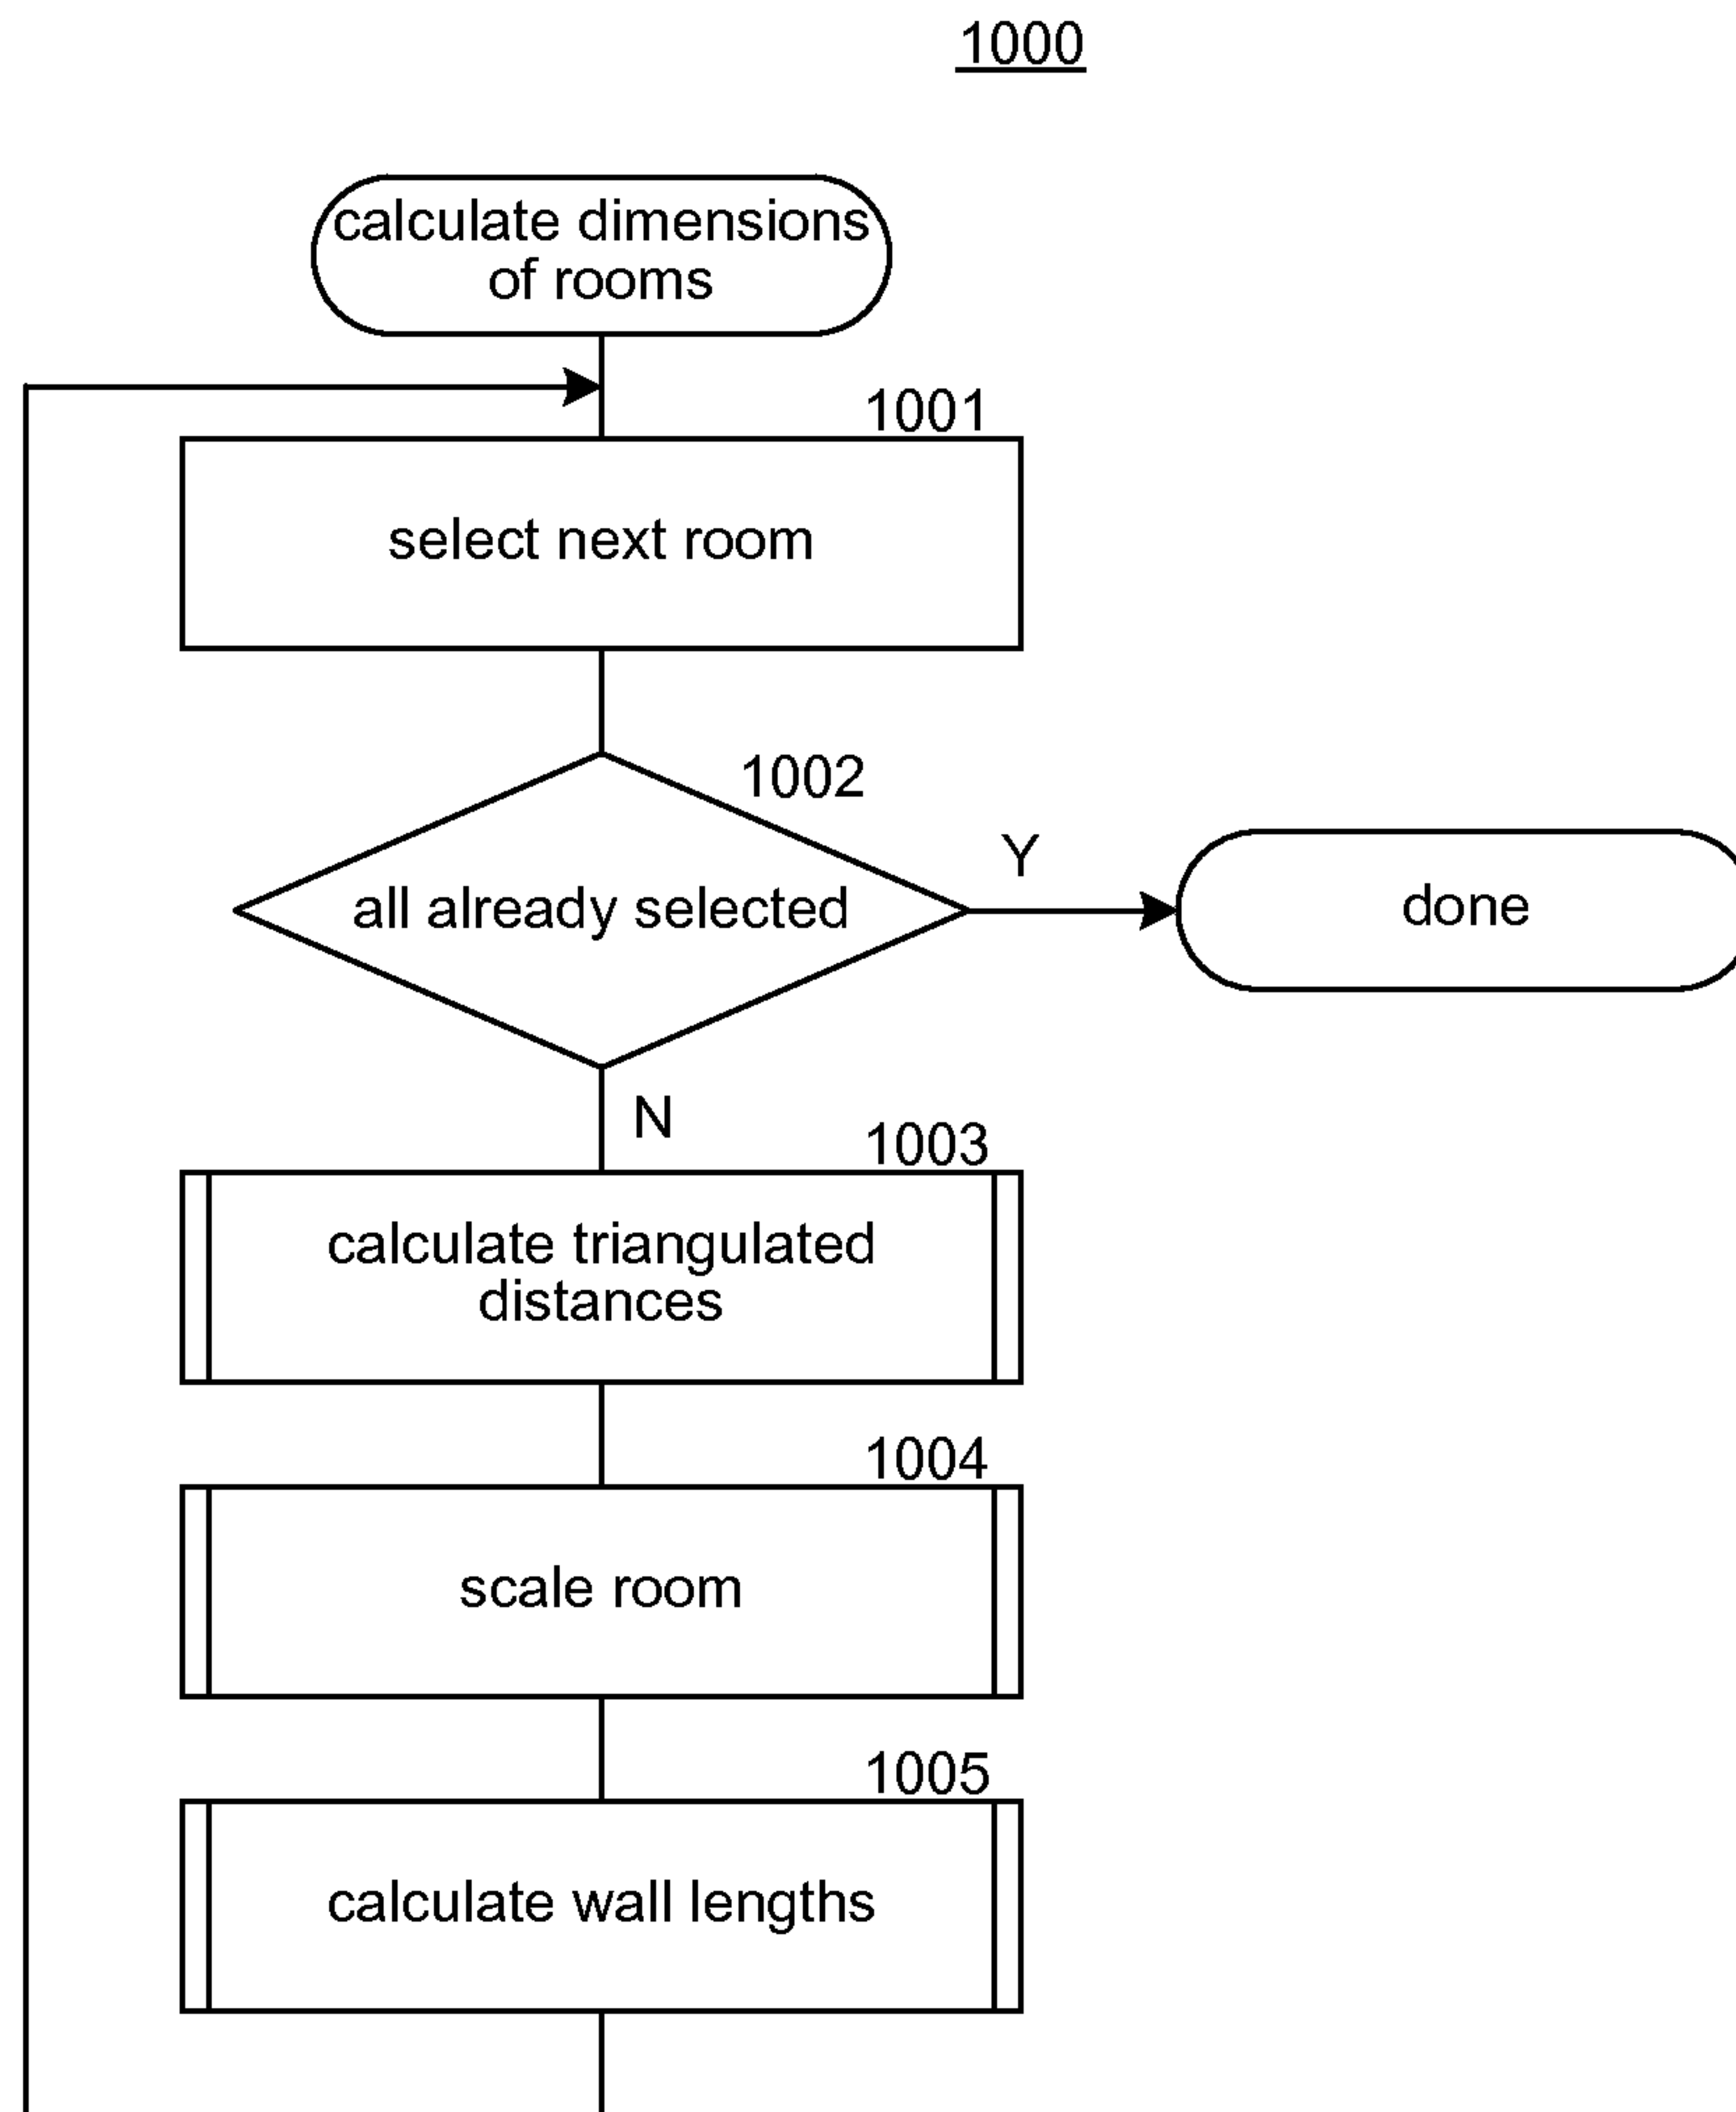 1000
calculate dimensions
of rooms
1001
select next room
1002
all already selected
Y
done
N
1003
calculate triangulated
distances
1004
scale room
1005
calculate wall lengths